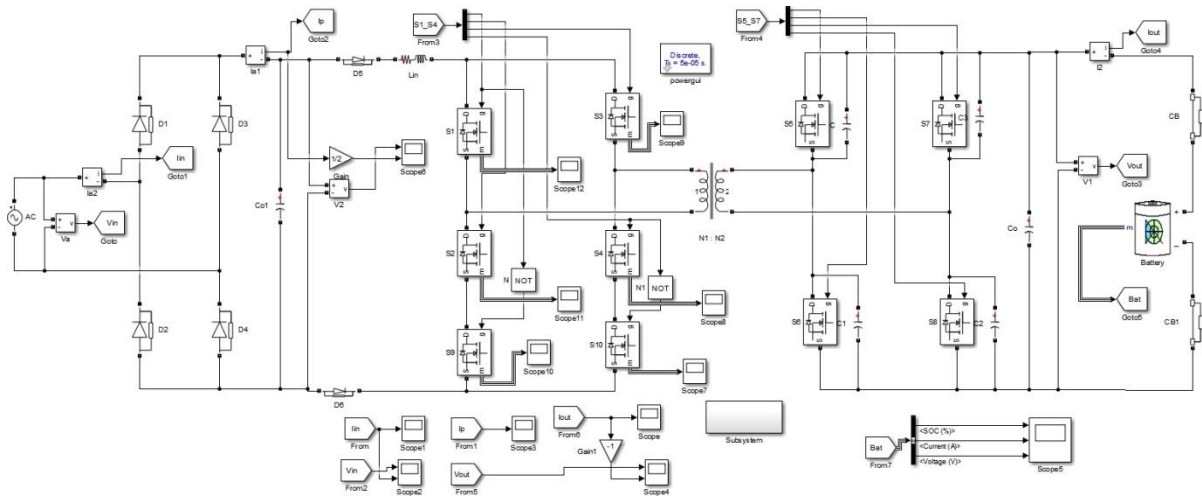 Ip
Goto2
S1_S4
From3
S5_S7
From4
Iout
Goto4
Discrete,
Ts = 5e-05 s.
powergui
Ia1
D5
Lin
I2
D1
D3
S1
S3
Scope9
S5
C
S7
C3
CB
Iin
Goto1
Ia2
1/2
Gain
Scope6
Scope12
V2
AC
Vin
Goto
Va
Co1
1
2
N1 : N2
Vout
Goto3
V1
Co
m
Battery
S2
N
NOT
S4
N1
NOT
Scope11
Scope8
Bat
Goto5
D2
D4
S9
Scope10
S10
Scope7
S6
C1
S8
C2
CB1
D6
Iin
From
Scope1
Ip
From1
Scope3
Iout
From6
Scope
-1
Gain1
Subsystem
Vin
From2
Scope2
Vout
From5
Scope4
Bat
From7
<SOC (%)>
<Current (A)>
<Voltage (V)>
Scope5